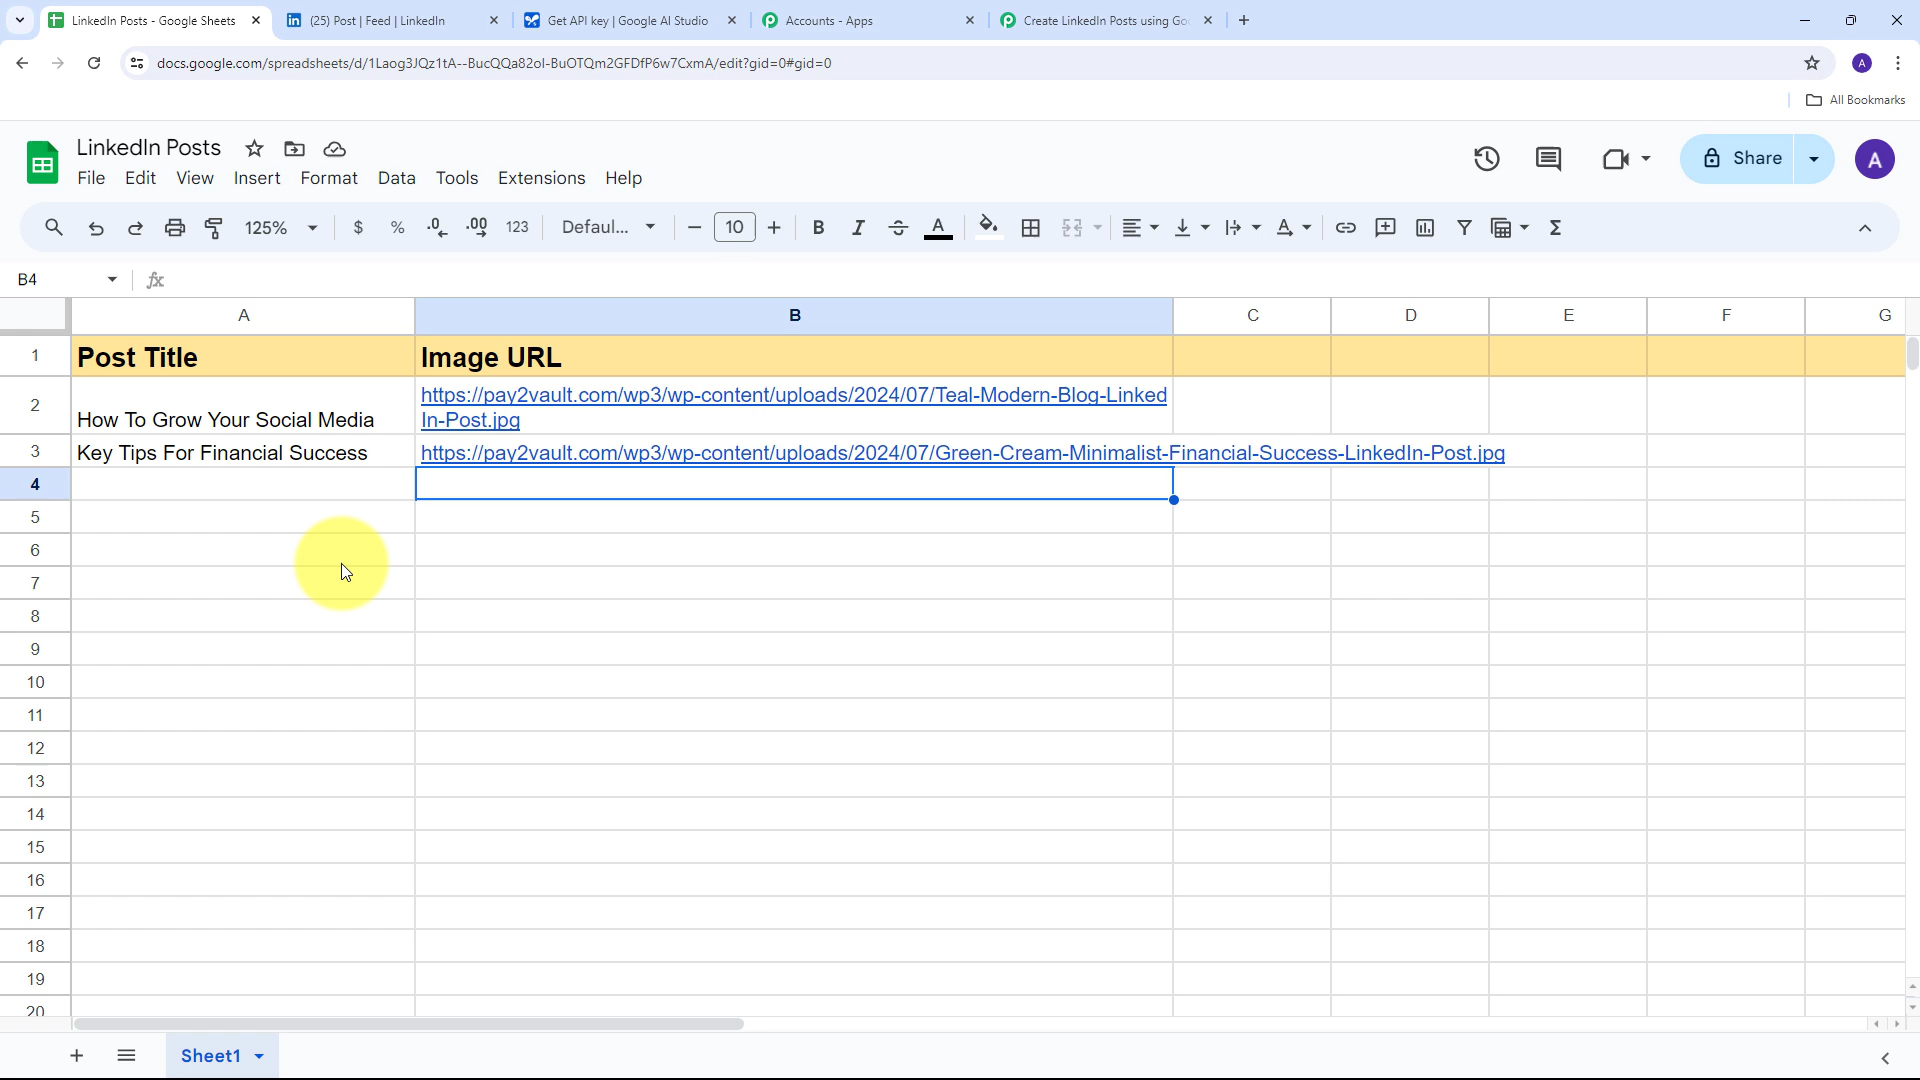 LinkedIn Posts - Google Sheets
(25) Post | Feed | LinkedIn
Get API key | Google AI Studio
Accounts - Apps
Create LinkedIn Posts using Go
docs.google.com/spreadsheets/d/1Laog3JQz1tA--BucQQa82ol-BuOTQm2GFDfP6w7CxmA/edit?gid=0#gid=0
A
All Bookmarks
LinkedIn Posts
File Edit View Insert Format Data Tools Extensions Help
Share
A
125%
$ % .0 .00 123
Defaul...
10
B I A
B4
fx
A B C D E F G
1 Post Title Image URL
2 How To Grow Your Social Media https://pay2vault.com/wp3/wp-content/uploads/2024/07/Teal-Modern-Blog-Linked
In-Post.jpg
3 Key Tips For Financial Success https://pay2vault.com/wp3/wp-content/uploads/2024/07/Green-Cream-Minimalist-Financial-Success-LinkedIn-Post.jpg
4
5
6
7
8
9
10
11
12
13
14
15
16
17
18
19
20
Sheet1